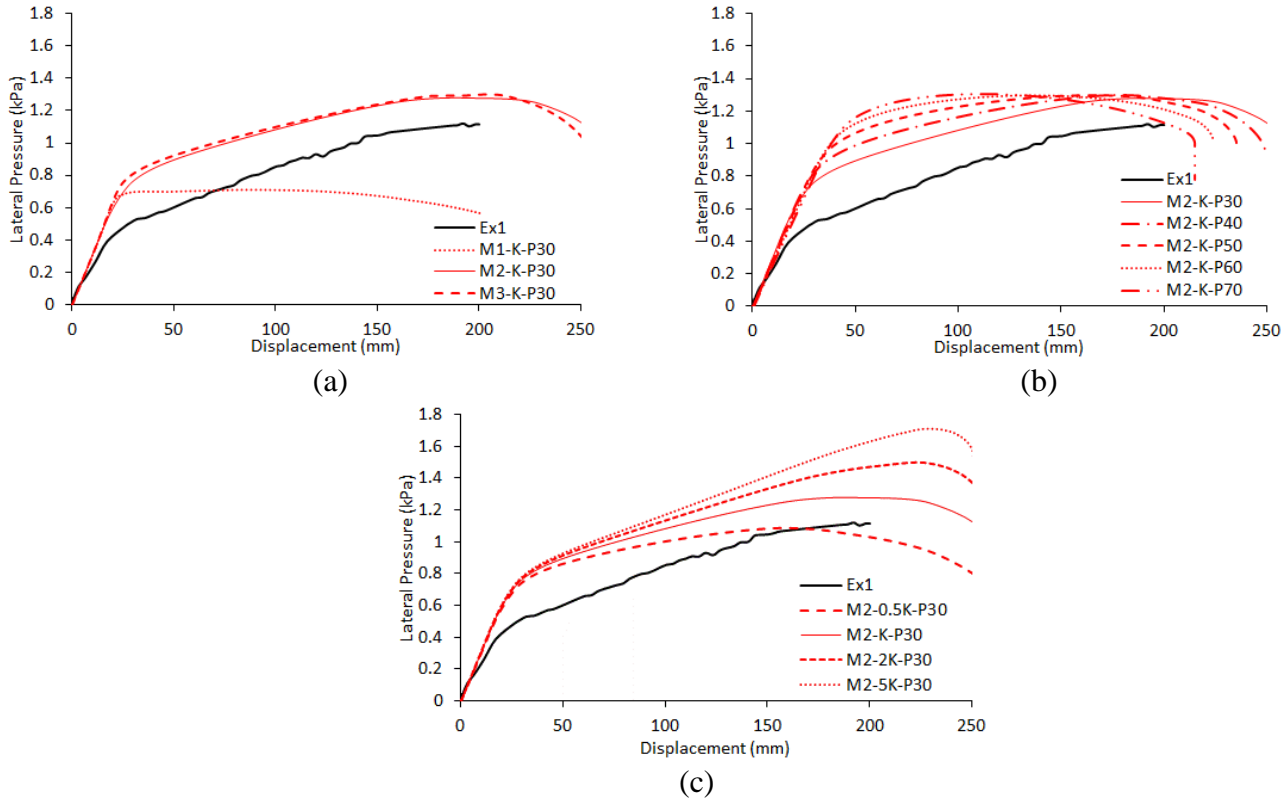 Lateral Pressure (kPa)
1.8
1.6
1.4
1.2
1
0.8
0.6
0.4
0.2
0
0 50 100 150 200 250
Displacement (mm)
Ex1
M1-K-P30
M2-K-P30
M3-K-P30
(a)
Lateral Pressure (kPa)
1.8
1.6
1.4
1.2
1
0.8
0.6
0.4
0.2
0
0 50 100 150 200 250
Displacement (mm)
Ex1
M2-K-P30
M2-K-P40
M2-K-P50
M2-K-P60
M2-K-P70
(b)
Lateral Pressure (kPa)
1.8
1.6
1.4
1.2
1
0.8
0.6
0.4
0.2
0
0 50 100 150 200 250
Displacement (mm)
Ex1
M2-0.5K-P30
M2-K-P30
M2-2K-P30
M2-5K-P30
(c)